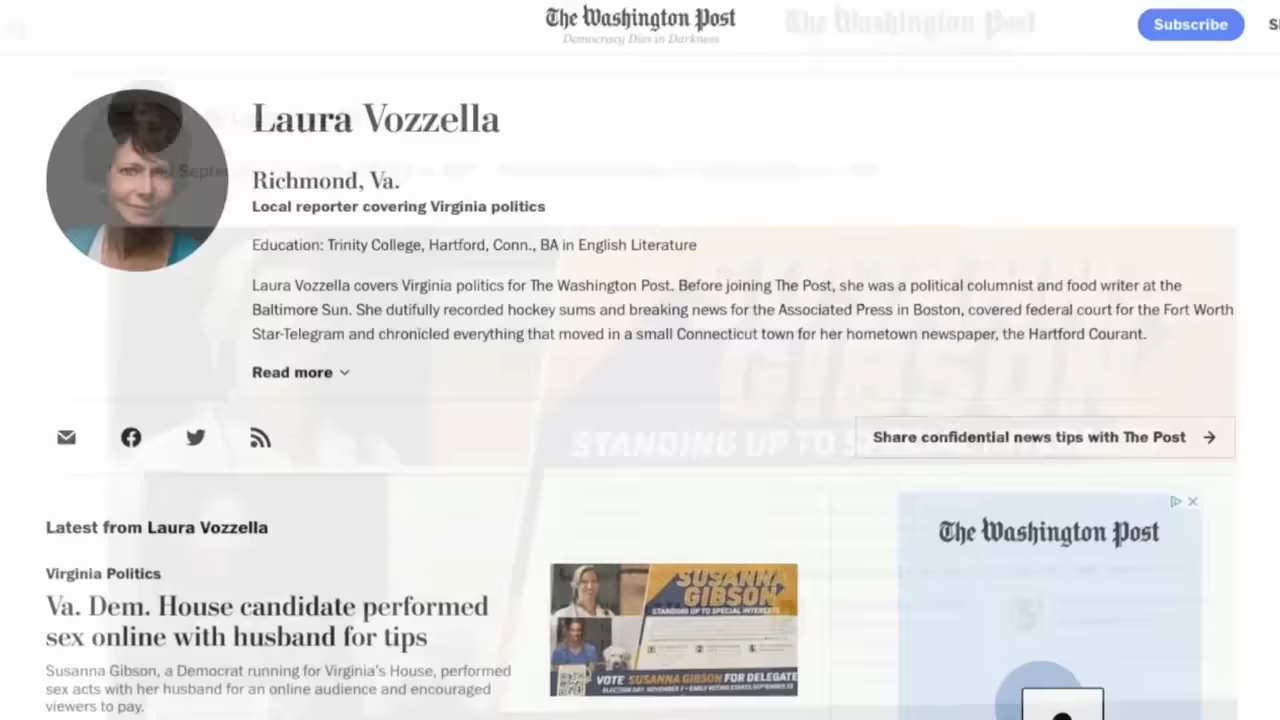 The Washington Post
Democracy Dies in Darkness
The Washington Post
Subscribe
Laura Vozzella
Septe
Richmond, Va.
Local reporter covering Virginia politics
Education: Trinity College, Hartford, Conn., BA in English Literature
Laura Vozzella covers Virginia politics for The Washington Post. Before joining The Post, she was a political columnist and food writer at the
Baltimore Sun. She dutifully recorded hockey sums and breaking news for the Associated Press in Boston, covered federal court for the Fort Worth
Star-Telegram and chronicled everything that moved in a small Connecticut town for her hometown newspaper, the Hartford Courant.
Read more
GIBSON
STANDING UP TO S
Share confidential news tips with The Post
Latest from Laura Vozzella
The Washington Post
Virginia Politics
Va. Dem. House candidate performed
sex online with husband for tips
Susanna Gibson, a Democrat running for Virginia's House, performed
sex acts with her husband for an online audience and encouraged
viewers to pay.
SUSANNA
GIBSON
STANDING UP TO SPECIAL INTERESTS
VOTE SUSANNA GIBSON FOR DELEGATE